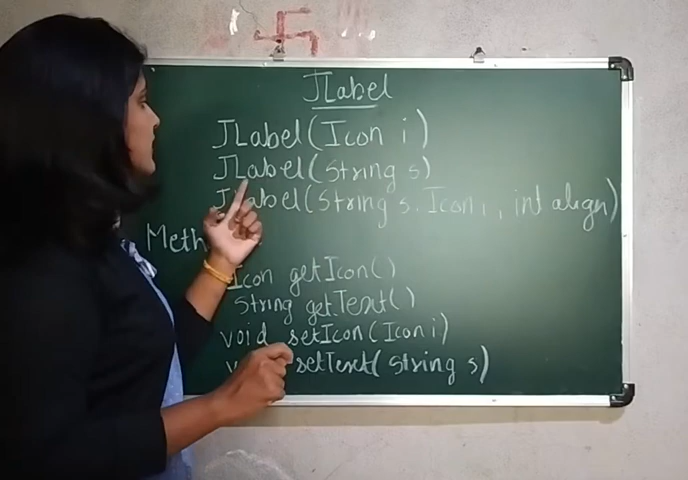 JLabel
JLabel(Icon i)
JLabel(String s)
JLabel(String s, Icon i, int align)
Meth
Icon getIcon()
String getText()
void setIcon(Icon i)
setText(String s)